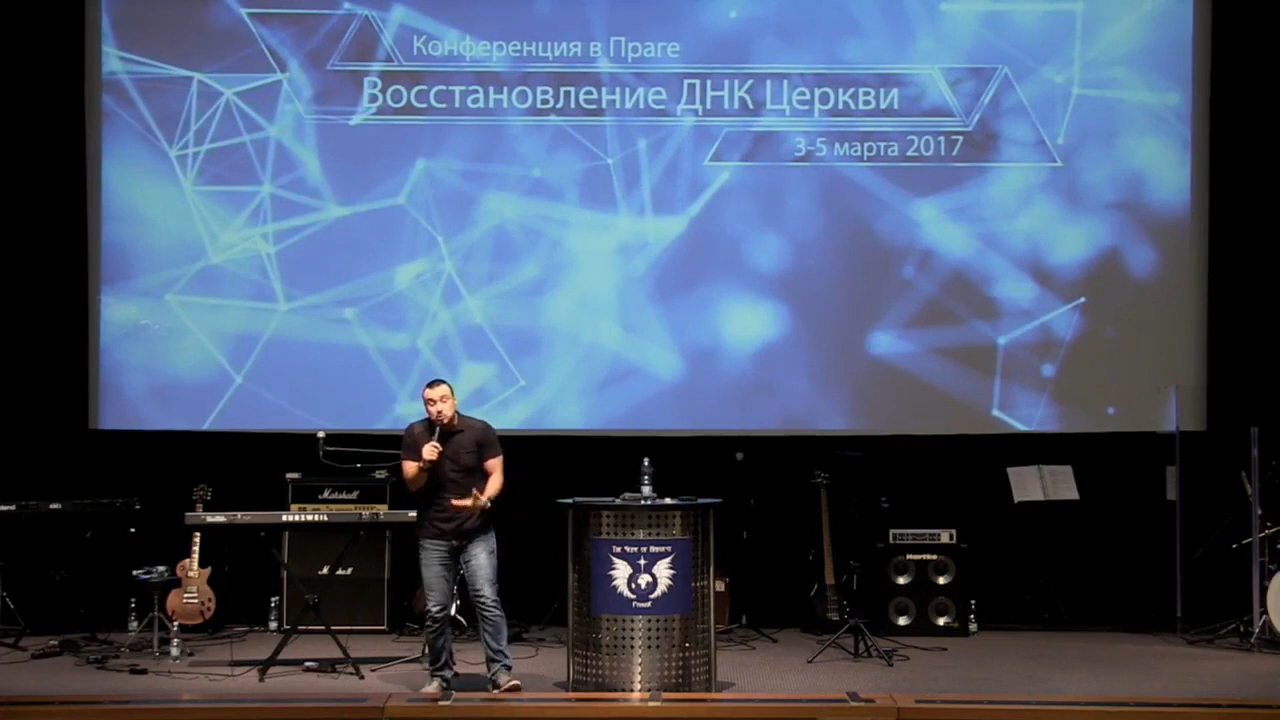 Конференция в Праге
Восстановление ДНК Церкви
3-5 марта 2017
Marshall
KURZWEIL
Hartke